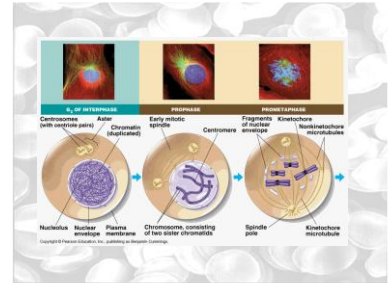 G₂ OF INTERPHASE
PROPHASE
PROMETAPHASE
Centrosomes
(with centriole pairs)
Aster
Chromatin
(duplicated)
Early mitotic
spindle
Centromere
Fragments
of nuclear
envelope
Kinetochore
Nonkinetochore
microtubules
Nucleolus
Nuclear
envelope
Plasma
membrane
Chromosome, consisting
of two sister chromatids
Spindle
pole
Kinetochore
microtubule
Copyright © Pearson Education, Inc., publishing as Benjamin Cummings.